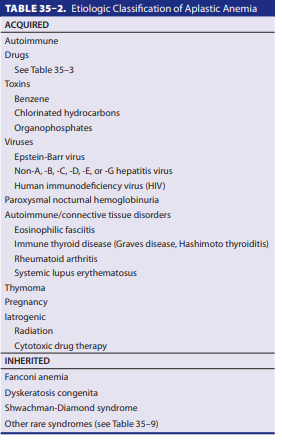 TABLE 35–2. Etiologic Classification of Aplastic Anemia
ACQUIRED
Autoimmune
Drugs
See Table 35–3
Toxins
Benzene
Chlorinated hydrocarbons
Organophosphates
Viruses
Epstein-Barr virus
Non-A, -B, -C, -D, -E, or -G hepatitis virus
Human immunodeficiency virus (HIV)
Paroxysmal nocturnal hemoglobinuria
Autoimmune/connective tissue disorders
Eosinophilic fasciitis
Immune thyroid disease (Graves disease, Hashimoto thyroiditis)
Rheumatoid arthritis
Systemic lupus erythematosus
Thymoma
Pregnancy
Iatrogenic
Radiation
Cytotoxic drug therapy
INHERITED
Fanconi anemia
Dyskeratosis congenita
Shwachman-Diamond syndrome
Other rare syndromes (see Table 35–9)